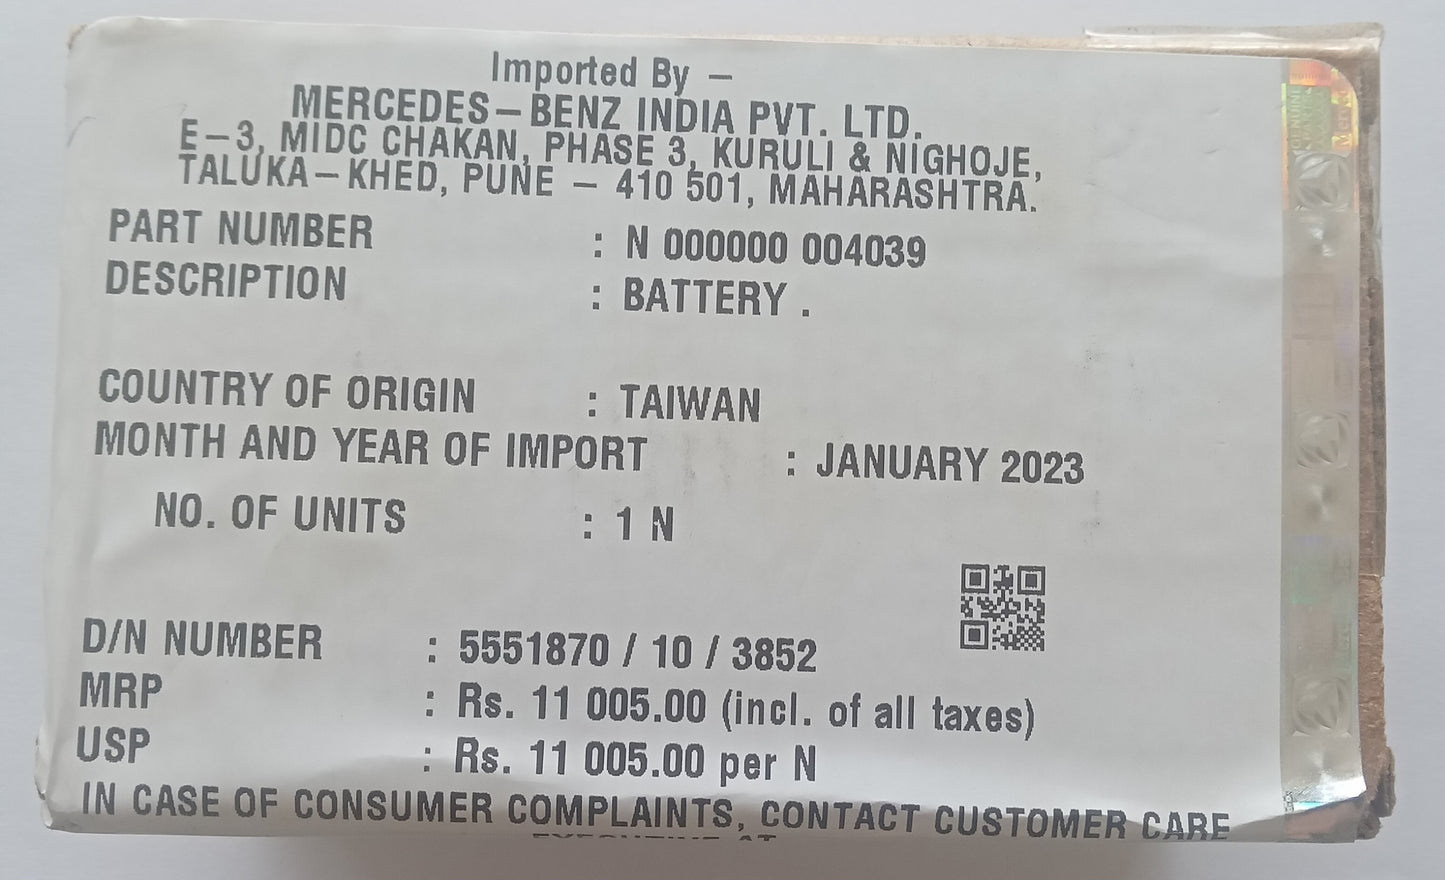 Imported By –
MERCEDES–BENZ INDIA PVT. LTD.
E–3, MIDC CHAKAN, PHASE 3, KURULI & NIGHOJE,
TALUKA–KHED, PUNE – 410 501, MAHARASHTRA.
PART NUMBER : N 000000 004039
DESCRIPTION : BATTERY .
COUNTRY OF ORIGIN : TAIWAN
MONTH AND YEAR OF IMPORT : JANUARY 2023
NO. OF UNITS : 1 N
D/N NUMBER : 5551870 / 10 / 3852
MRP : Rs. 11 005.00 (incl. of all taxes)
USP : Rs. 11 005.00 per N
IN CASE OF CONSUMER COMPLAINTS, CONTACT CUSTOMER CARE
EXECUTIVE AT